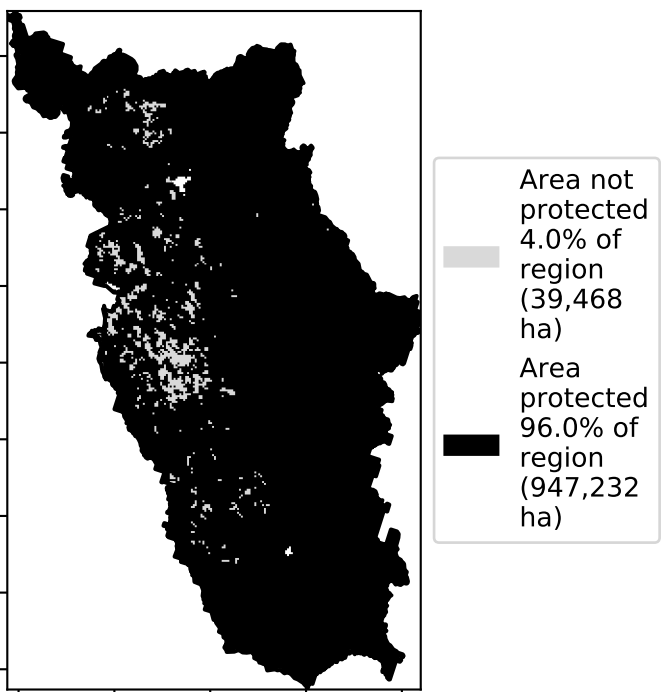 Area not
protected
4.0% of
region
(39,468
ha)
Area
protected
96.0% of
region
(947,232
ha)